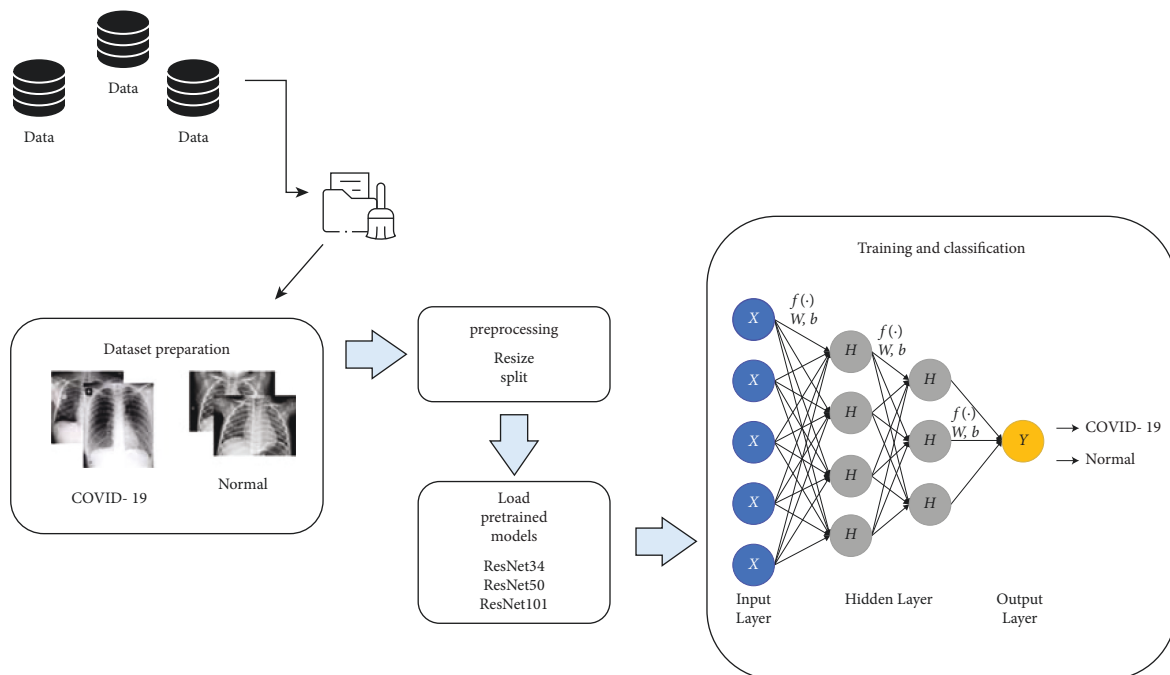 Data
Data
Data
Dataset preparation
COVID- 19
Normal
preprocessing
Resize
split
Load
pretrained
models
ResNet34
ResNet50
ResNet101
Training and classification
f (·)
W, b
f (·)
W, b
f (·)
W, b
X
X
X
X
X
H
H
H
H
H
H
H
Y
COVID- 19
Normal
Input
Layer
Hidden Layer
Output
Layer